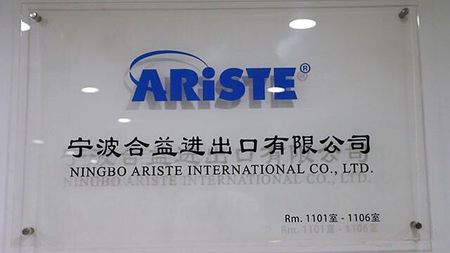 ARiSTE®
宁波合益进出口有限公司
NINGBO ARISTE INTERNATIONAL CO., LTD.
Rm. 1101室 - 1106室